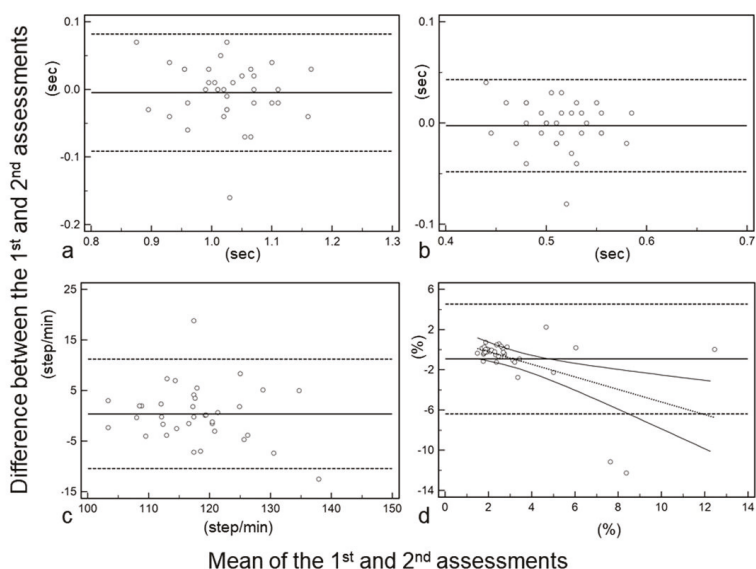 Difference between the 1st and 2nd assessments
0.1
0.0
-0.1
-0.2
(sec)
a
0.8 0.9 1.0 1.1 1.2 1.3
(sec)
0.1
0.0
-0.1
(sec)
b
0.4 0.5 0.6 0.7
(sec)
25
15
5
-5
-15
(step/min)
c
100 110 120 130 140 150
(step/min)
6
2
-2
-6
-10
-14
(%)
d
0 2 4 6 8 10 12 14
(%)
Mean of the 1st and 2nd assessments